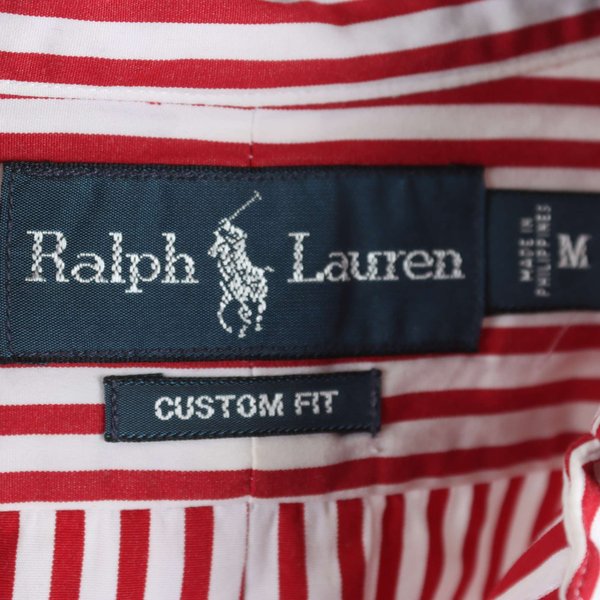 Ralph Lauren
MADE IN
PHILIPPINES
M
CUSTOM FIT